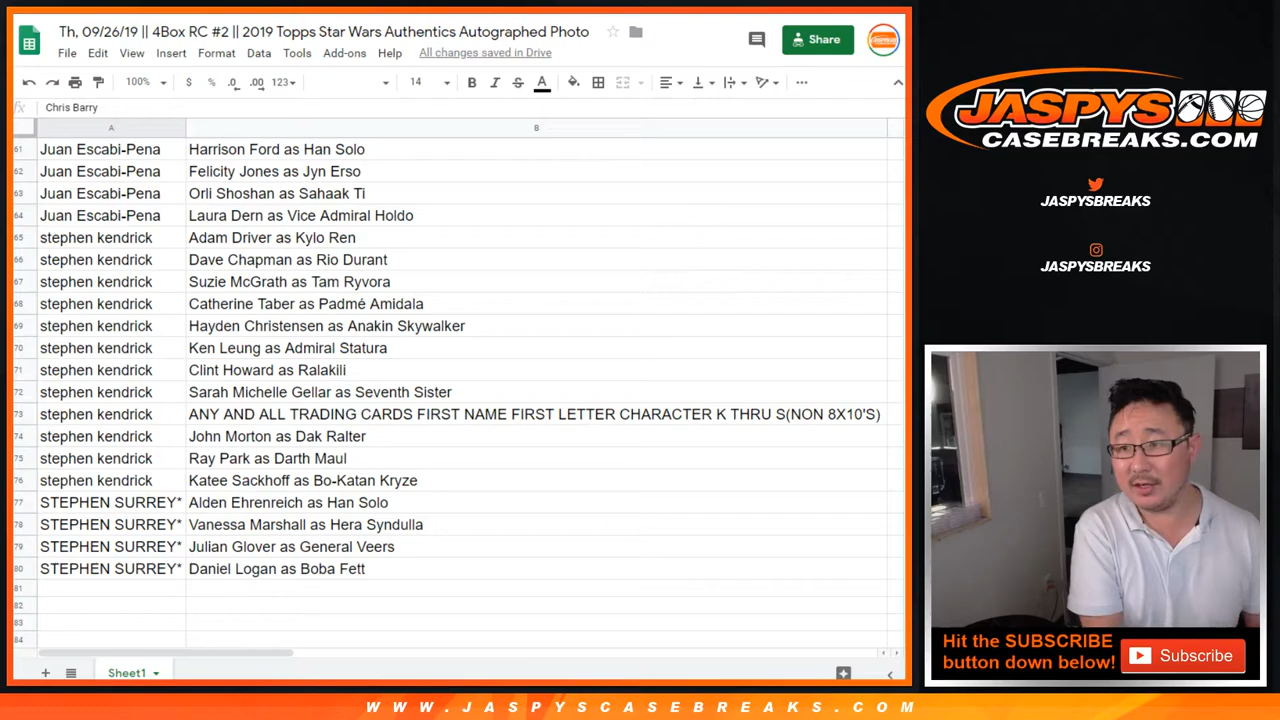 Th, 09/26/19 || 4Box RC #2 || 2019 Topps Star Wars Authentics Autographed Photo
File Edit View Insert Format Data Tools Add-ons Help All changes saved in Drive
Share
100% $ % .0 .00 123 14 B I S A
fx Chris Barry
A B
61 Juan Escabi-Pena Harrison Ford as Han Solo
62 Juan Escabi-Pena Felicity Jones as Jyn Erso
63 Juan Escabi-Pena Orli Shoshan as Sahaak Ti
64 Juan Escabi-Pena Laura Dern as Vice Admiral Holdo
65 stephen kendrick Adam Driver as Kylo Ren
66 stephen kendrick Dave Chapman as Rio Durant
67 stephen kendrick Suzie McGrath as Tam Ryvora
68 stephen kendrick Catherine Taber as Padmé Amidala
69 stephen kendrick Hayden Christensen as Anakin Skywalker
70 stephen kendrick Ken Leung as Admiral Statura
71 stephen kendrick Clint Howard as Ralakili
72 stephen kendrick Sarah Michelle Gellar as Seventh Sister
73 stephen kendrick ANY AND ALL TRADING CARDS FIRST NAME FIRST LETTER CHARACTER K THRU S(NON 8X10'S)
74 stephen kendrick John Morton as Dak Ralter
75 stephen kendrick Ray Park as Darth Maul
76 stephen kendrick Katee Sackhoff as Bo-Katan Kryze
77 STEPHEN SURREY* Alden Ehrenreich as Han Solo
78 STEPHEN SURREY* Vanessa Marshall as Hera Syndulla
79 STEPHEN SURREY* Julian Glover as General Veers
80 STEPHEN SURREY* Daniel Logan as Boba Fett
81
82
83
84
Sheet1
JASPYS
CASEBREAKS.COM
JASPYSBREAKS
JASPYSBREAKS
Hit the SUBSCRIBE
button down below!
Subscribe
WWW.JASPYSCASEBREAKS.COM